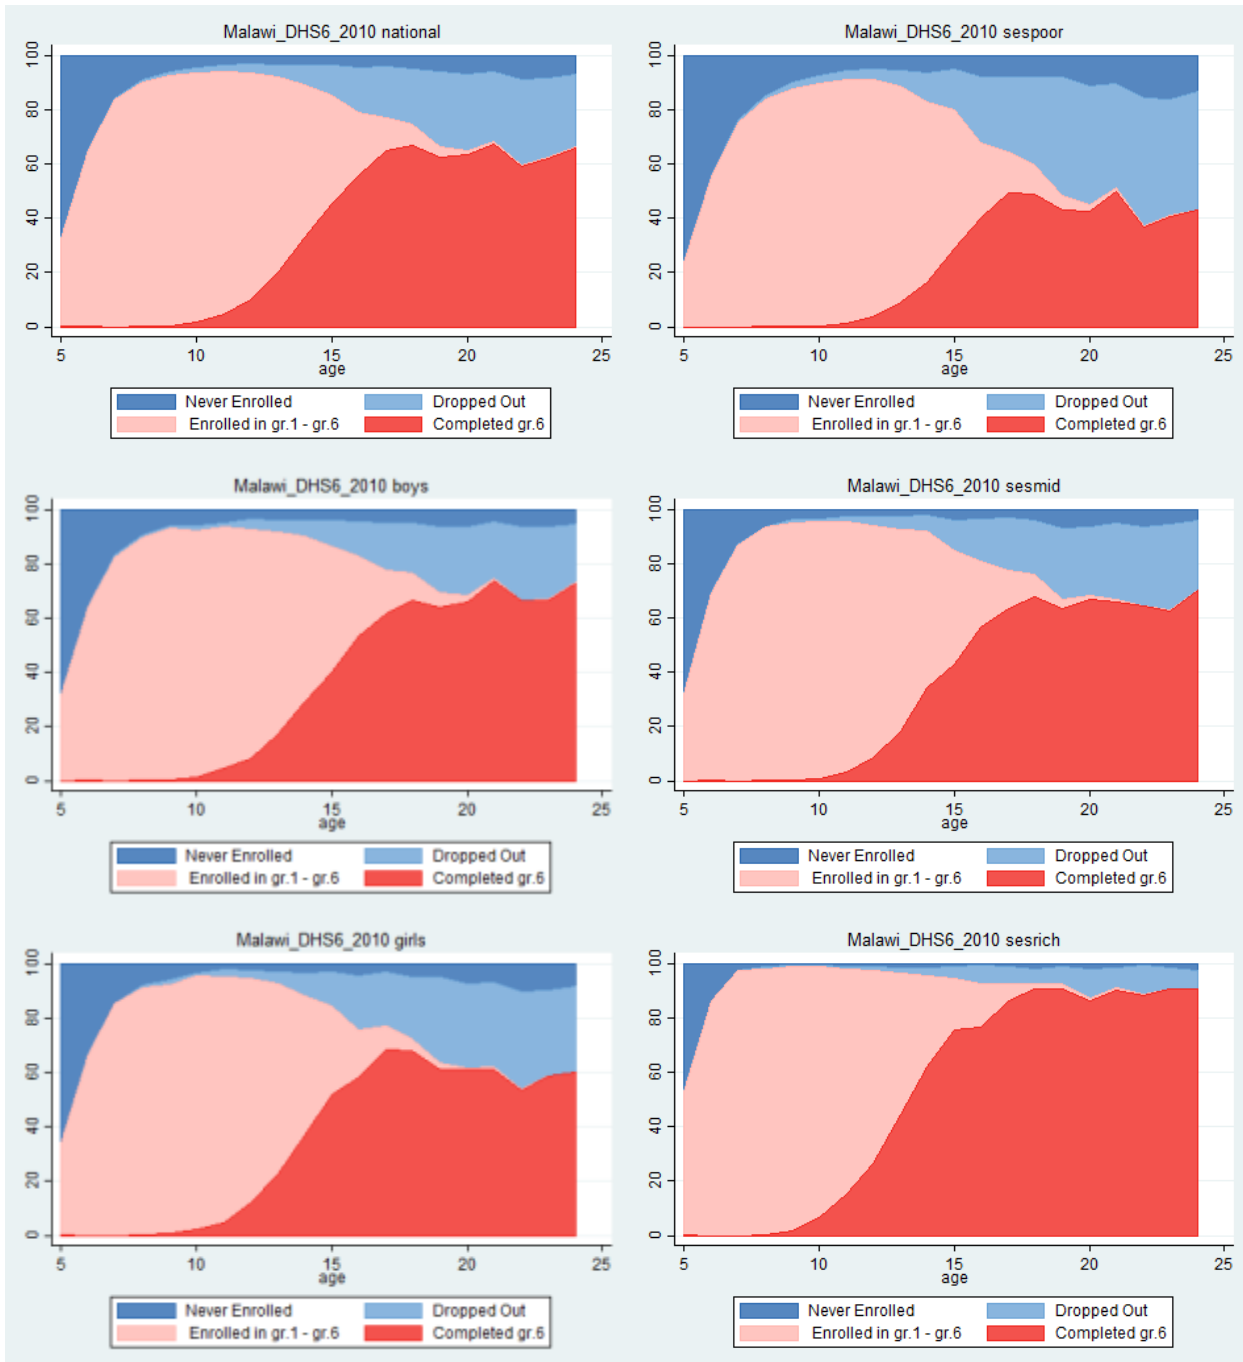 Malawi_DHS6_2010 national
100
80
60
40
20
0
5 10 15 20 25
age
Never Enrolled Dropped Out
Enrolled in gr.1 - gr.6 Completed gr.6
Malawi_DHS6_2010 sespoor
100
80
60
40
20
0
5 10 15 20 25
age
Never Enrolled Dropped Out
Enrolled in gr.1 - gr.6 Completed gr.6
Malawi_DHS6_2010 boys
100
80
60
40
20
0
5 10 15 20 25
age
Never Enrolled Dropped Out
Enrolled in gr.1 - gr.6 Completed gr.6
Malawi_DHS6_2010 sesmid
100
80
60
40
20
0
5 10 15 20 25
age
Never Enrolled Dropped Out
Enrolled in gr.1 - gr.6 Completed gr.6
Malawi_DHS6_2010 girls
100
80
60
40
20
0
5 10 15 20 25
age
Never Enrolled Dropped Out
Enrolled in gr.1 - gr.6 Completed gr.6
Malawi_DHS6_2010 sesrich
100
80
60
40
20
0
5 10 15 20 25
age
Never Enrolled Dropped Out
Enrolled in gr.1 - gr.6 Completed gr.6